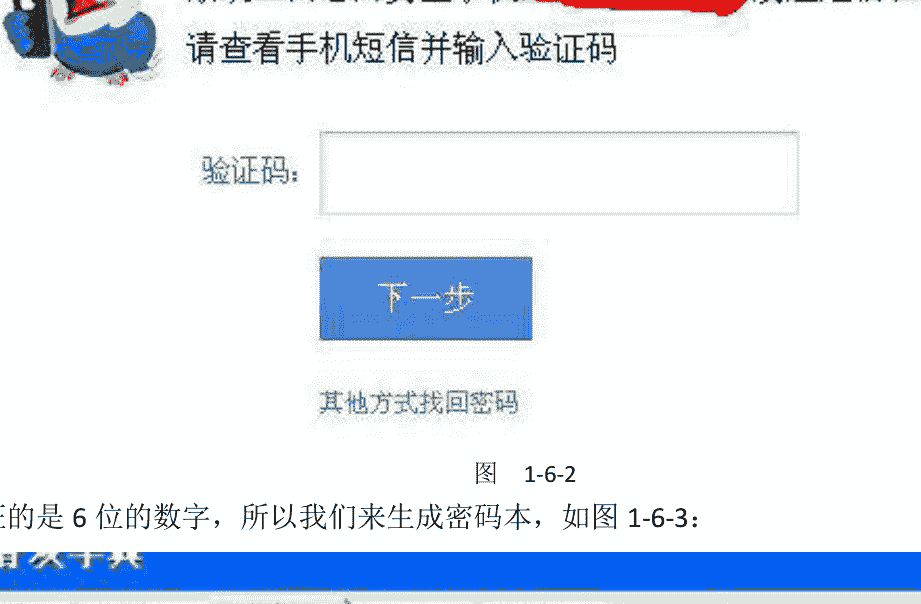 请查看手机短信并输入验证码
验证码：
下一步
其他方式找回密码
图 1-6-2
的是 6 位的数字，所以我们来生成密码本，如图 1-6-3：